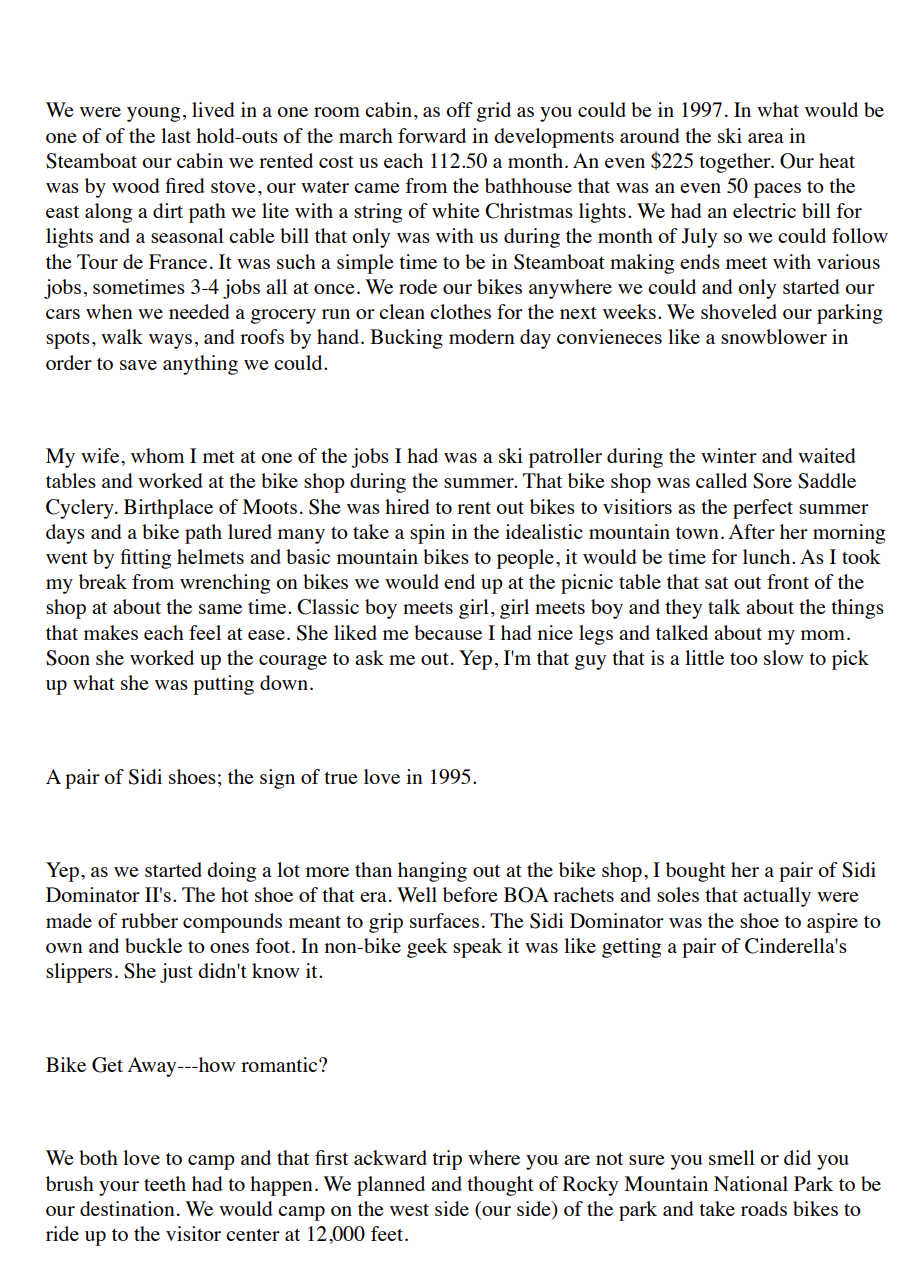 We were young, lived in a one room cabin, as off grid as you could be in 1997. In what would be
one of of the last hold-outs of the march forward in developments around the ski area in
Steamboat our cabin we rented cost us each 112.50 a month. An even $225 together. Our heat
was by wood fired stove, our water came from the bathhouse that was an even 50 paces to the
east along a dirt path we lite with a string of white Christmas lights. We had an electric bill for
lights and a seasonal cable bill that only was with us during the month of July so we could follow
the Tour de France. It was such a simple time to be in Steamboat making ends meet with various
jobs, sometimes 3-4 jobs all at once. We rode our bikes anywhere we could and only started our
cars when we needed a grocery run or clean clothes for the next weeks. We shoveled our parking
spots, walk ways, and roofs by hand. Bucking modern day convieneces like a snowblower in
order to save anything we could.
My wife, whom I met at one of the jobs I had was a ski patroller during the winter and waited
tables and worked at the bike shop during the summer. That bike shop was called Sore Saddle
Cyclery. Birthplace of Moots. She was hired to rent out bikes to visitiors as the perfect summer
days and a bike path lured many to take a spin in the idealistic mountain town. After her morning
went by fitting helmets and basic mountain bikes to people, it would be time for lunch. As I took
my break from wrenching on bikes we would end up at the picnic table that sat out front of the
shop at about the same time. Classic boy meets girl, girl meets boy and they talk about the things
that makes each feel at ease. She liked me because I had nice legs and talked about my mom.
Soon she worked up the courage to ask me out. Yep, I'm that guy that is a little too slow to pick
up what she was putting down.
A pair of Sidi shoes; the sign of true love in 1995.
Yep, as we started doing a lot more than hanging out at the bike shop, I bought her a pair of Sidi
Dominator II's. The hot shoe of that era. Well before BOA rachets and soles that actually were
made of rubber compounds meant to grip surfaces. The Sidi Dominator was the shoe to aspire to
own and buckle to ones foot. In non-bike geek speak it was like getting a pair of Cinderella's
slippers. She just didn't know it.
Bike Get Away---how romantic?
We both love to camp and that first ackward trip where you are not sure you smell or did you
brush your teeth had to happen. We planned and thought of Rocky Mountain National Park to be
our destination. We would camp on the west side (our side) of the park and take roads bikes to
ride up to the visitor center at 12,000 feet.